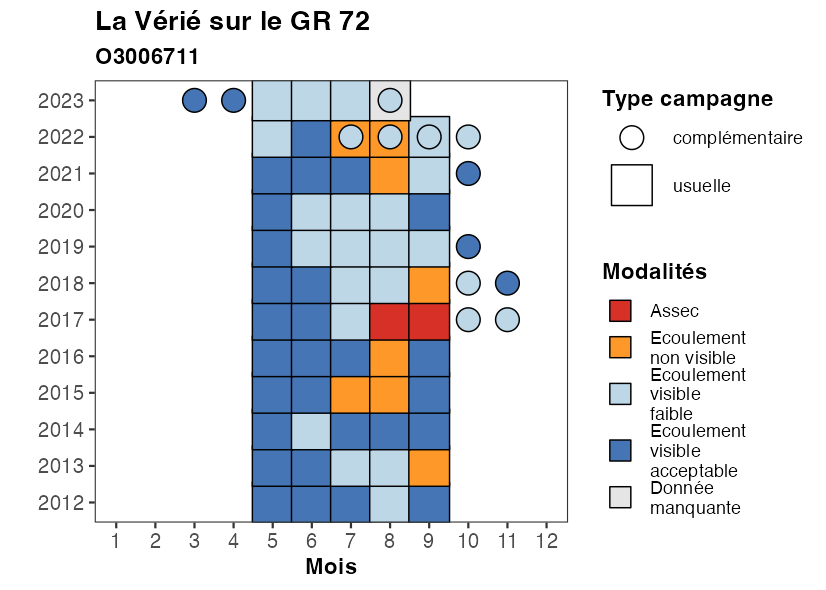 La Vérié sur le GR 72
O3006711
2023
2022
2021
2020
2019
2018
2017
2016
2015
2014
2013
2012
1 2 3 4 5 6 7 8 9 10 11 12
Mois
Type campagne
complémentaire
usuelle
Modalités
Assec
Ecoulement
non visible
Ecoulement
visible
faible
Ecoulement
visible
acceptable
Donnée
manquante